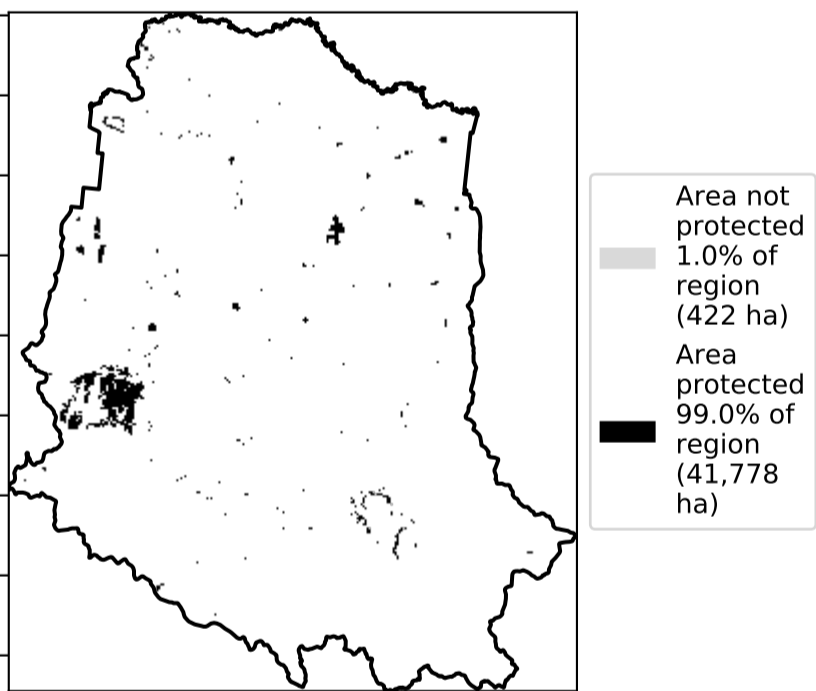 Area not
protected
1.0% of
region
(422 ha)
Area
protected
99.0% of
region
(41,778
ha)